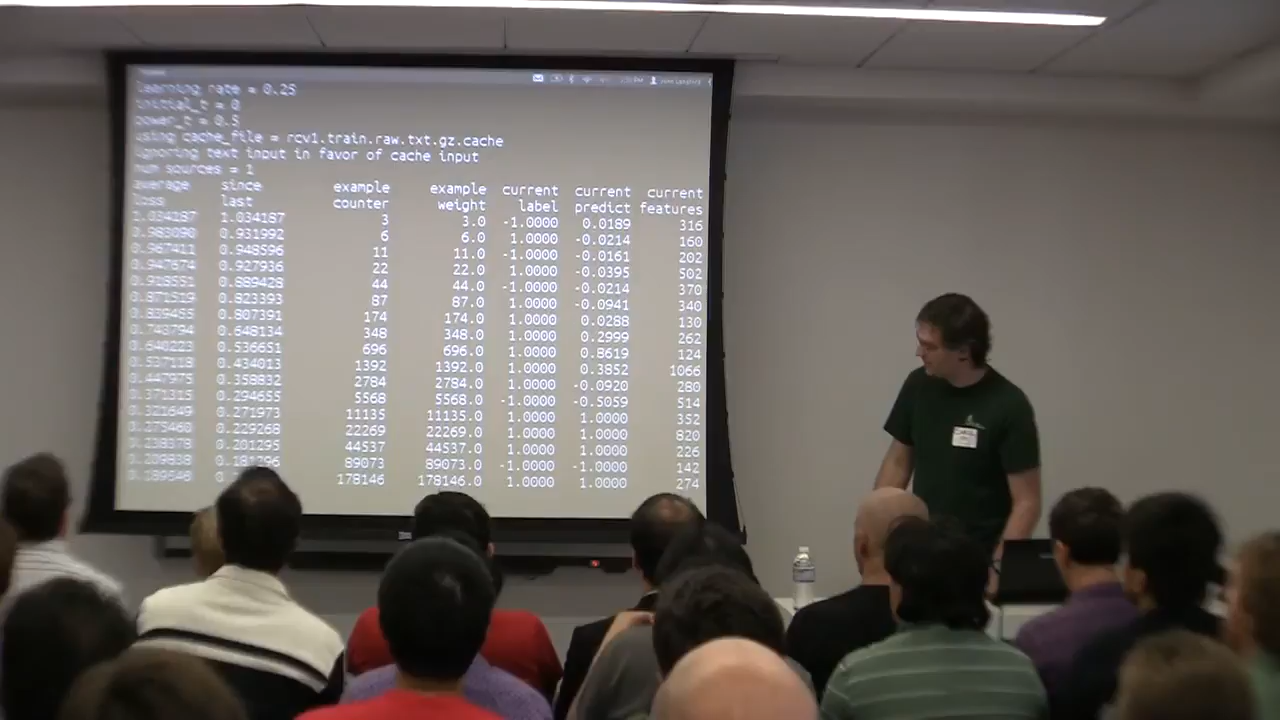 learning_rate = 0.25
initial_t = 0
power_t = 0.5
using cache_file = rcv1.train.raw.txt.gz.cache
ignoring text input in favor of cache input
num sources = 1
average since example example current current current
loss last counter weight label predict features
1.034187 1.034187 3 3.0 -1.0000 0.0189 316
0.983090 0.931992 6 6.0 1.0000 -0.0214 160
0.967411 0.948596 11 11.0 -1.0000 -0.0161 202
0.947674 0.927936 22 22.0 1.0000 -0.0395 502
0.918551 0.889428 44 44.0 -1.0000 -0.0214 370
0.871519 0.823393 87 87.0 1.0000 -0.0941 340
0.839455 0.807391 174 174.0 1.0000 0.0288 130
0.743794 0.648134 348 348.0 1.0000 0.2999 262
0.640223 0.536651 696 696.0 1.0000 0.8619 124
0.537118 0.434013 1392 1392.0 1.0000 0.3852 1066
0.447975 0.358832 2784 2784.0 1.0000 -0.0920 280
0.371315 0.294655 5568 5568.0 -1.0000 -0.5059 514
0.321649 0.271973 11135 11135.0 1.0000 1.0000 352
0.275460 0.229268 22269 22269.0 1.0000 1.0000 820
0.238378 0.201295 44537 44537.0 1.0000 1.0000 226
0.209838 0.181296 89073 89073.0 -1.0000 -1.0000 142
0.189548 178146 178146.0 1.0000 1.0000 274